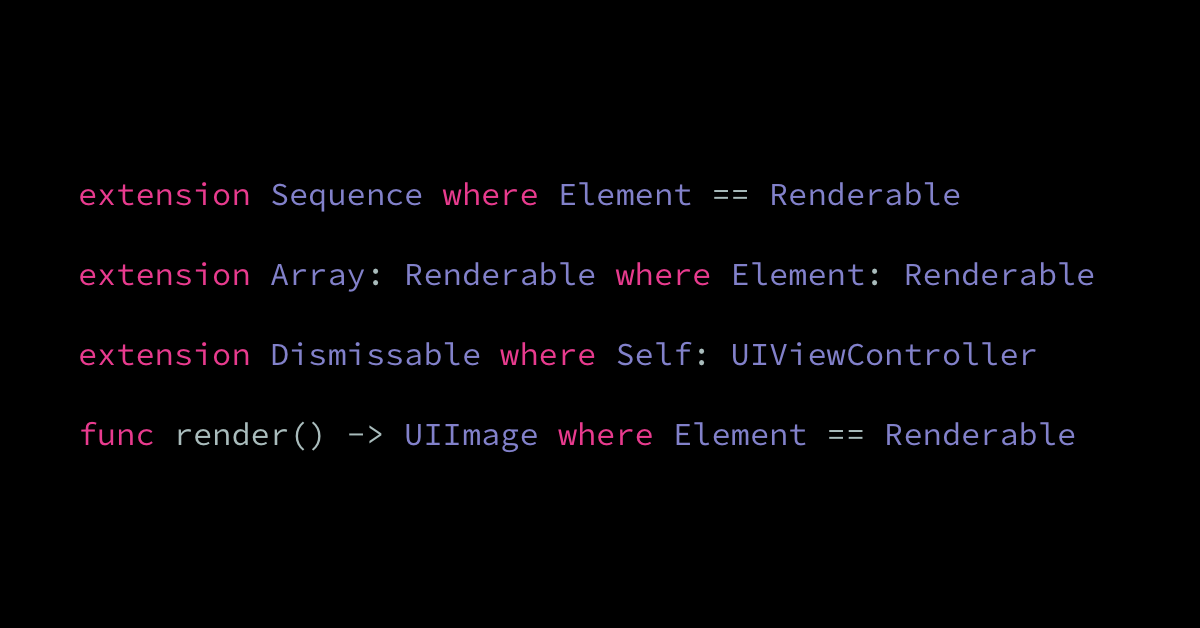 extension Sequence where Element == Renderable
extension Array: Renderable where Element: Renderable
extension Dismissable where Self: UIViewController
func render() -> UIImage where Element == Renderable